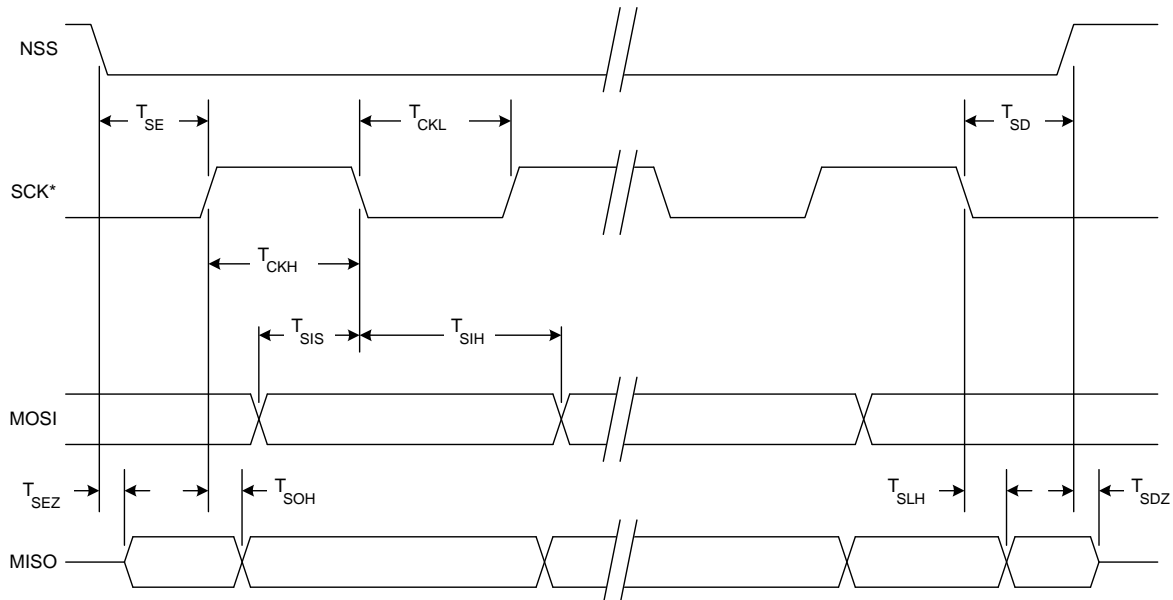 NSS
T SE
T CKL
T SD
SCK*
T CKH
T SIS
T SIH
MOSI
T SEZ
T SOH
T SLH
T SDZ
MISO